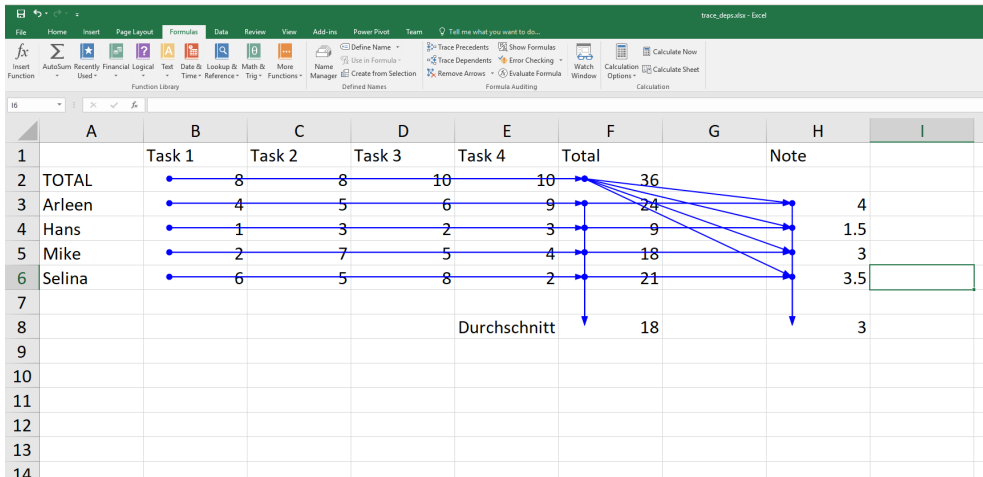 trace_deps.xlsx - Excel
File Home Insert Page Layout Formulas Data Review View Add-ins Power Pivot Team Tell me what you want to do...
fx Insert Function
Σ AutoSum
Recently Used
Financial
Logical
Text
Date & Time
Lookup & Reference
Math & Trig
More Functions
Function Library
Name Manager
Define Name
Use in Formula
Create from Selection
Defined Names
Trace Precedents
Trace Dependents
Remove Arrows
Show Formulas
Error Checking
Evaluate Formula
Formula Auditing
Watch Window
Calculation Options
Calculate Now
Calculate Sheet
Calculation
I6 fx
A B C D E F G H I
1 Task 1 Task 2 Task 3 Task 4 Total Note
2 TOTAL 8 8 10 10 36
3 Arleen 4 5 6 9 24 4
4 Hans 1 3 2 3 9 1.5
5 Mike 2 7 5 4 18 3
6 Selina 6 5 8 2 21 3.5
7
8 Durchschnitt 18 3
9
10
11
12
13
14